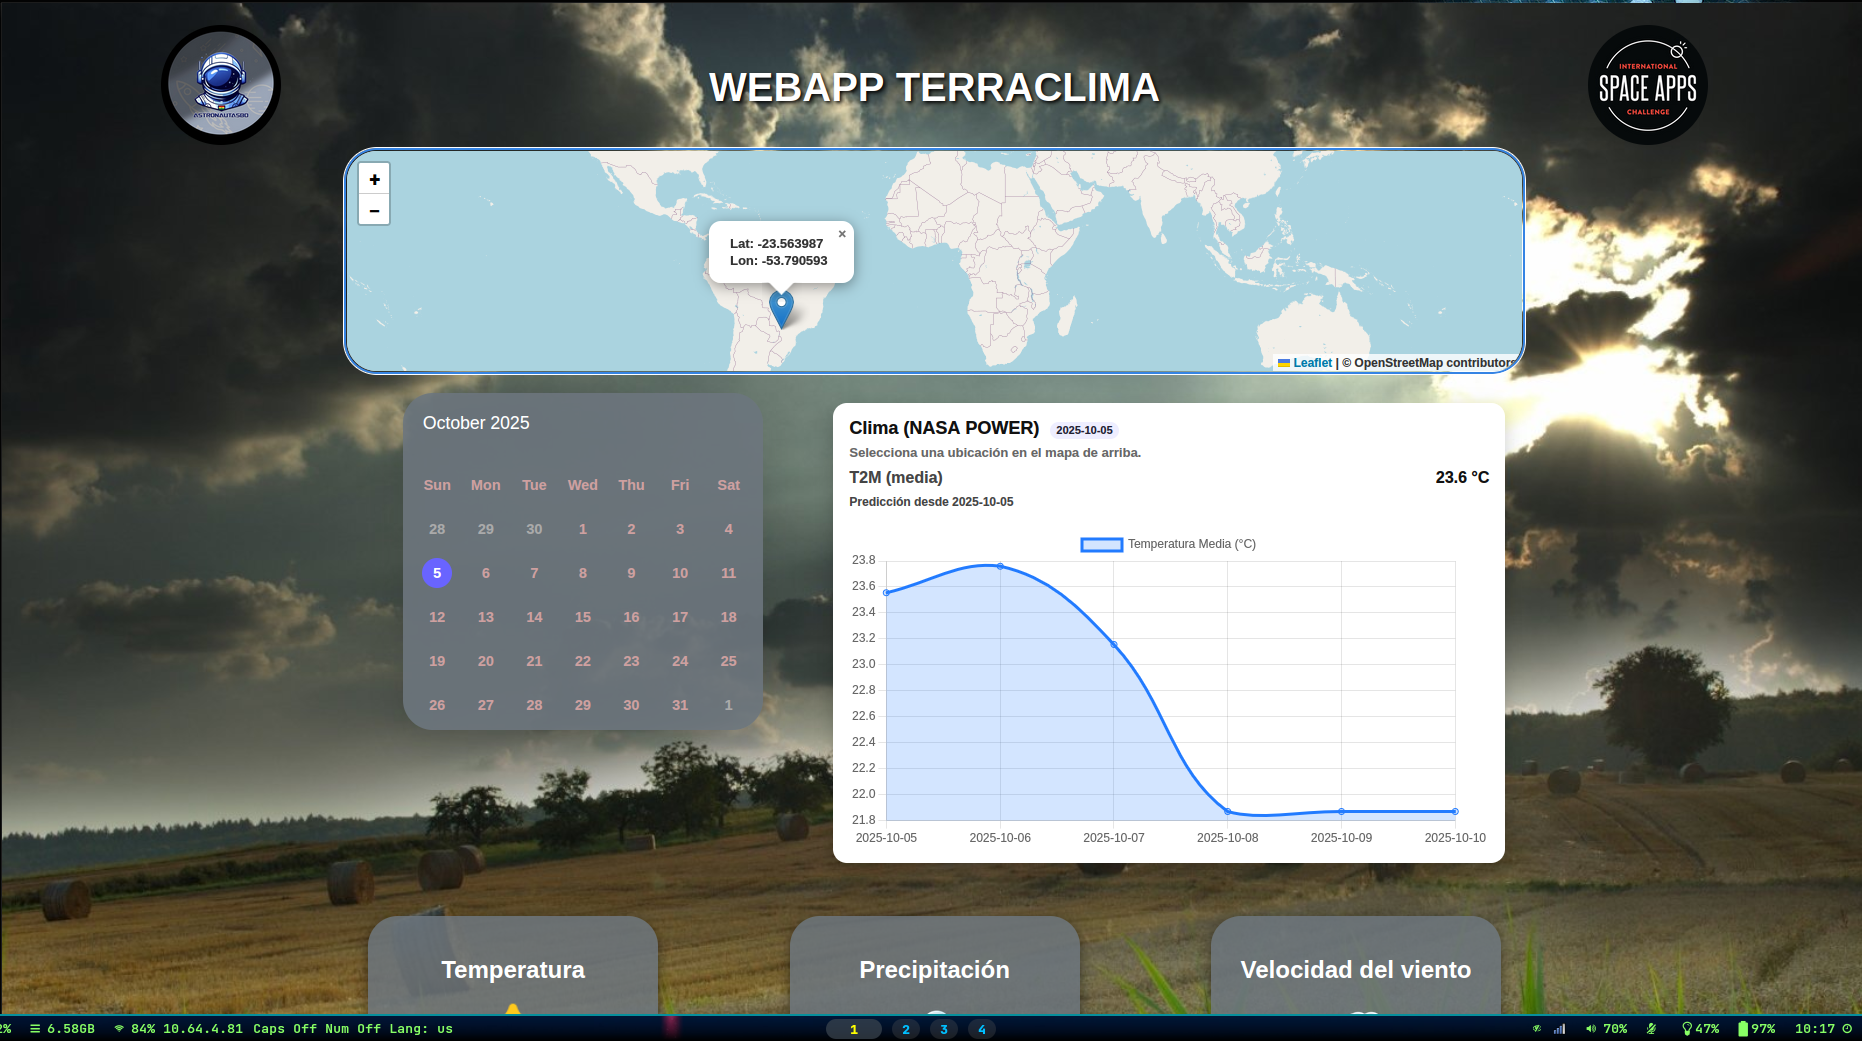 ASTRONAUTASBO
WEBAPP TERRACLIMA
INTERNATIONAL
SPACE APPS
CHALLENGE
+
−
×
Lat: -23.563987
Lon: -53.790593
Leaflet | © OpenStreetMap contributors
October 2025
Sun Mon Tue Wed Thu Fri Sat
28 29 30 1 2 3 4
5 6 7 8 9 10 11
12 13 14 15 16 17 18
19 20 21 22 23 24 25
26 27 28 29 30 31 1
Clima (NASA POWER) 2025-10-05
Selecciona una ubicación en el mapa de arriba.
T2M (media) 23.6 °C
Predicción desde 2025-10-05
Temperatura Media (°C)
23.8
23.6
23.4
23.2
23.0
22.8
22.6
22.4
22.2
22.0
21.8
2025-10-05 2025-10-06 2025-10-07 2025-10-08 2025-10-09 2025-10-10
Temperatura
Precipitación
Velocidad del viento
2% 6.58GB 84% 10.64.4.81 Caps Off Num Off Lang: us 1 2 3 4 70% 47% 97% 10:17